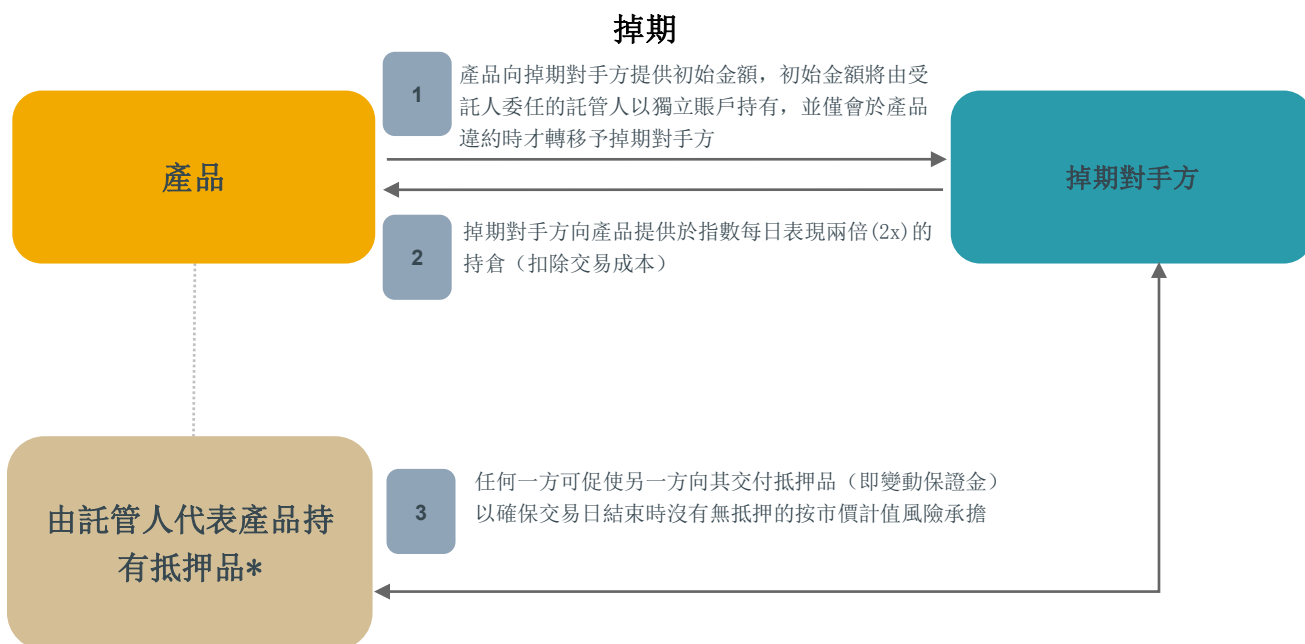 掉期
1
產品向掉期對手方提供初始金額，初始金額將由受
託人委任的託管人以獨立賬戶持有，並僅會於產品
違約時才轉移予掉期對手方
產品
掉期對手方
2
掉期對手方向產品提供於指數每日表現兩倍(2x)的
持倉（扣除交易成本）
由託管人代表產品持
有抵押品*
3
任何一方可促使另一方向其交付抵押品（即變動保證金）
以確保交易日結束時沒有無抵押的按市價計值風險承擔